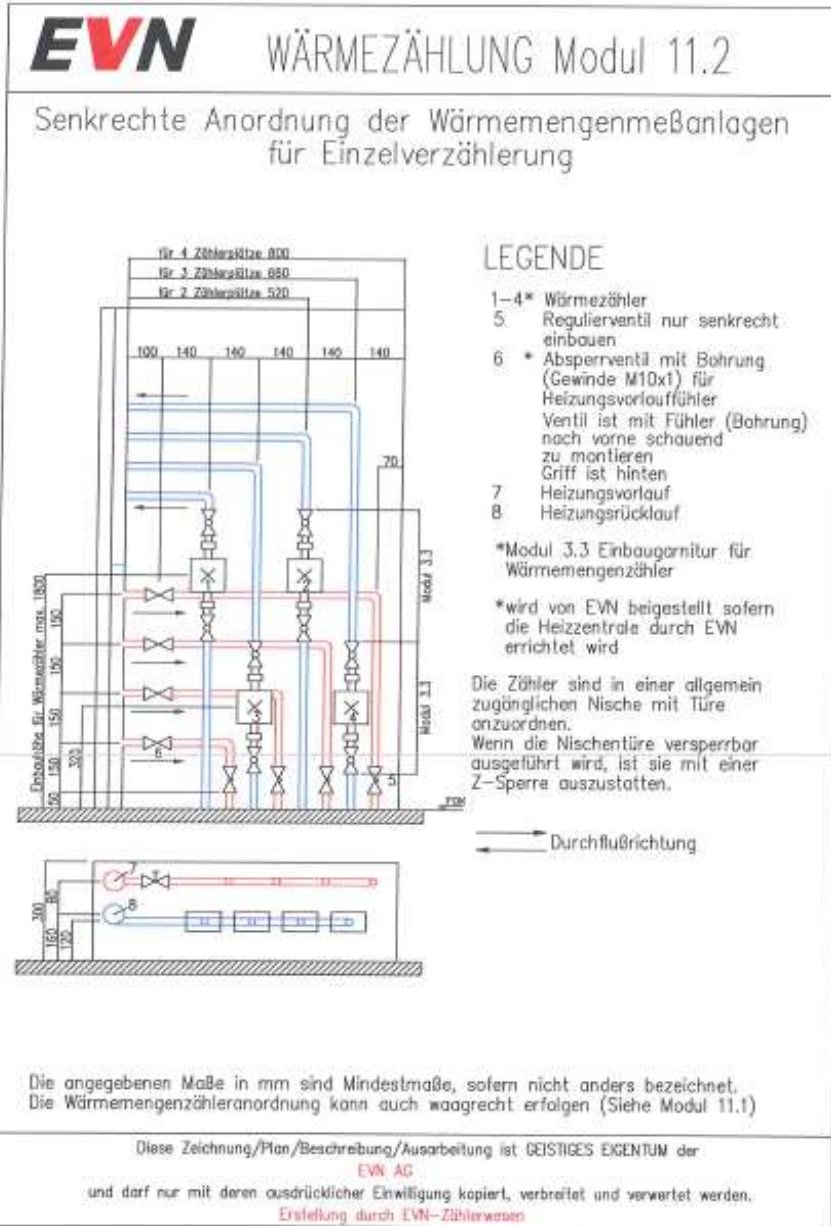 EVN WÄRMEZÄHLUNG Modul 11.2
Senkrechte Anordnung der Wärmemengenmeßanlagen
für Einzelverzählerung
für 4 Zählerplätze 800
für 3 Zählerplätze 660
für 2 Zählerplätze 520
100 140 140 140 140 140
70
Einbauhöhe für Wärmezähler max. 1800
150
150
150
150
50
320
1
2
3
4
5
6
Modul 3.3
Modul 3.3
FOK
LEGENDE
1-4* Wärmezähler
5 Regulierventil nur senkrecht
einbauen
6 * Absperrventil mit Bohrung
(Gewinde M10x1) für
Heizungsvorlauffühler
Ventil ist mit Fühler (Bohrung)
nach vorne schauend
zu montieren
Griff ist hinten
7 Heizungsvorlauf
8 Heizungsrücklauf
*Modul 3.3 Einbaugarnitur für
Wärmemengenzähler
*wird von EVN beigestellt sofern
die Heizzentrale durch EVN
errichtet wird
Die Zähler sind in einer allgemein
zugänglichen Nische mit Türe
anzuordnen.
Wenn die Nischentüre versperrbar
ausgeführt wird, ist sie mit einer
Z-Sperre auszustatten.
Durchflußrichtung
7
8
300
160
80
120
Die angegebenen Maße in mm sind Mindestmaße, sofern nicht anders bezeichnet.
Die Wärmemengenzähleranordnung kann auch waagrecht erfolgen (Siehe Modul 11.1)
Diese Zeichnung/Plan/Beschreibung/Ausarbeitung ist GEISTIGES EIGENTUM der
EVN AG
und darf nur mit deren ausdrücklicher Einwilligung kopiert, verbreitet und verwertet werden.
Erstellung durch EVN-Zählerwesen